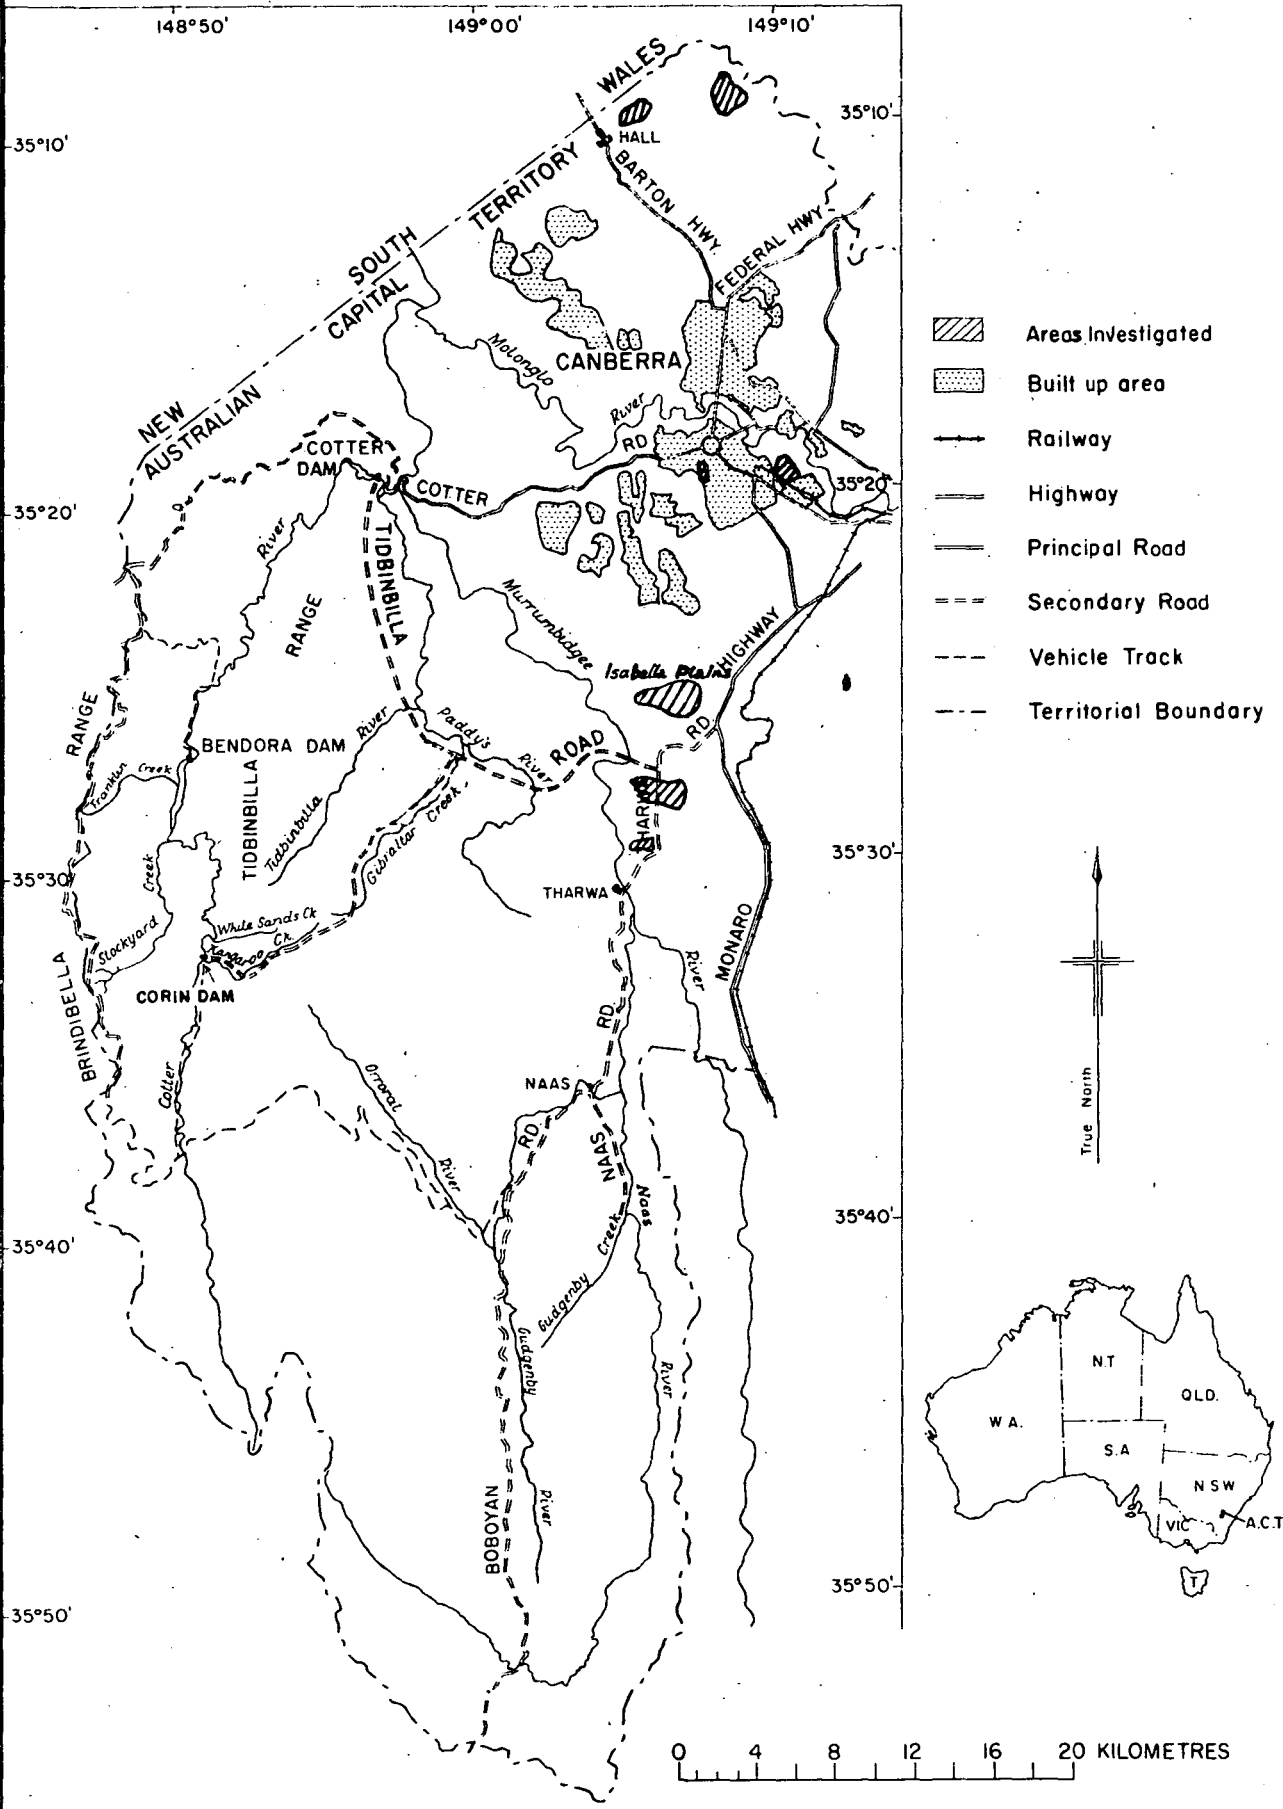 148°50'
149°00'
149°10'
NEW SOUTH WALES
AUSTRALIAN CAPITAL TERRITORY
35°10'
35°10'
HALL
BARTON HWY.
FEDERAL HWY.
CANBERRA
Molonglo River
COTTER DAM
COTTER RD
35°20'
35°20'
TIDBINBILLA ROAD
River
RANGE
Murrumbidgee
Isabella Plains
HIGHWAY
RD.
RANGE
BENDORA DAM
River
Paddy's River
Franklin Creek
TIDBINBILLA
Tidbinbilla
Gibraltar Creek
THARWA
35°30'
35°30'
Creek
THARWA
Stockyard
White Sands Ck
Kangaroo Ck.
CORIN DAM
BRINDIBELLA
MONARO
River
RD.
Cotter
Orroral River
NAAS
RD.
NAAS
Naas
Creek
35°40'
35°40'
Gudgenby
Gudgenby
River
River
BOBOYAN
35°50'
35°50'
Areas Investigated
Built up area
Railway
Highway
Principal Road
Secondary Road
Vehicle Track
Territorial Boundary
True North
W A.
N.T
QLD.
S.A
N S W
VIC
A.C.T
T
0 4 8 12 16 20 KILOMETRES